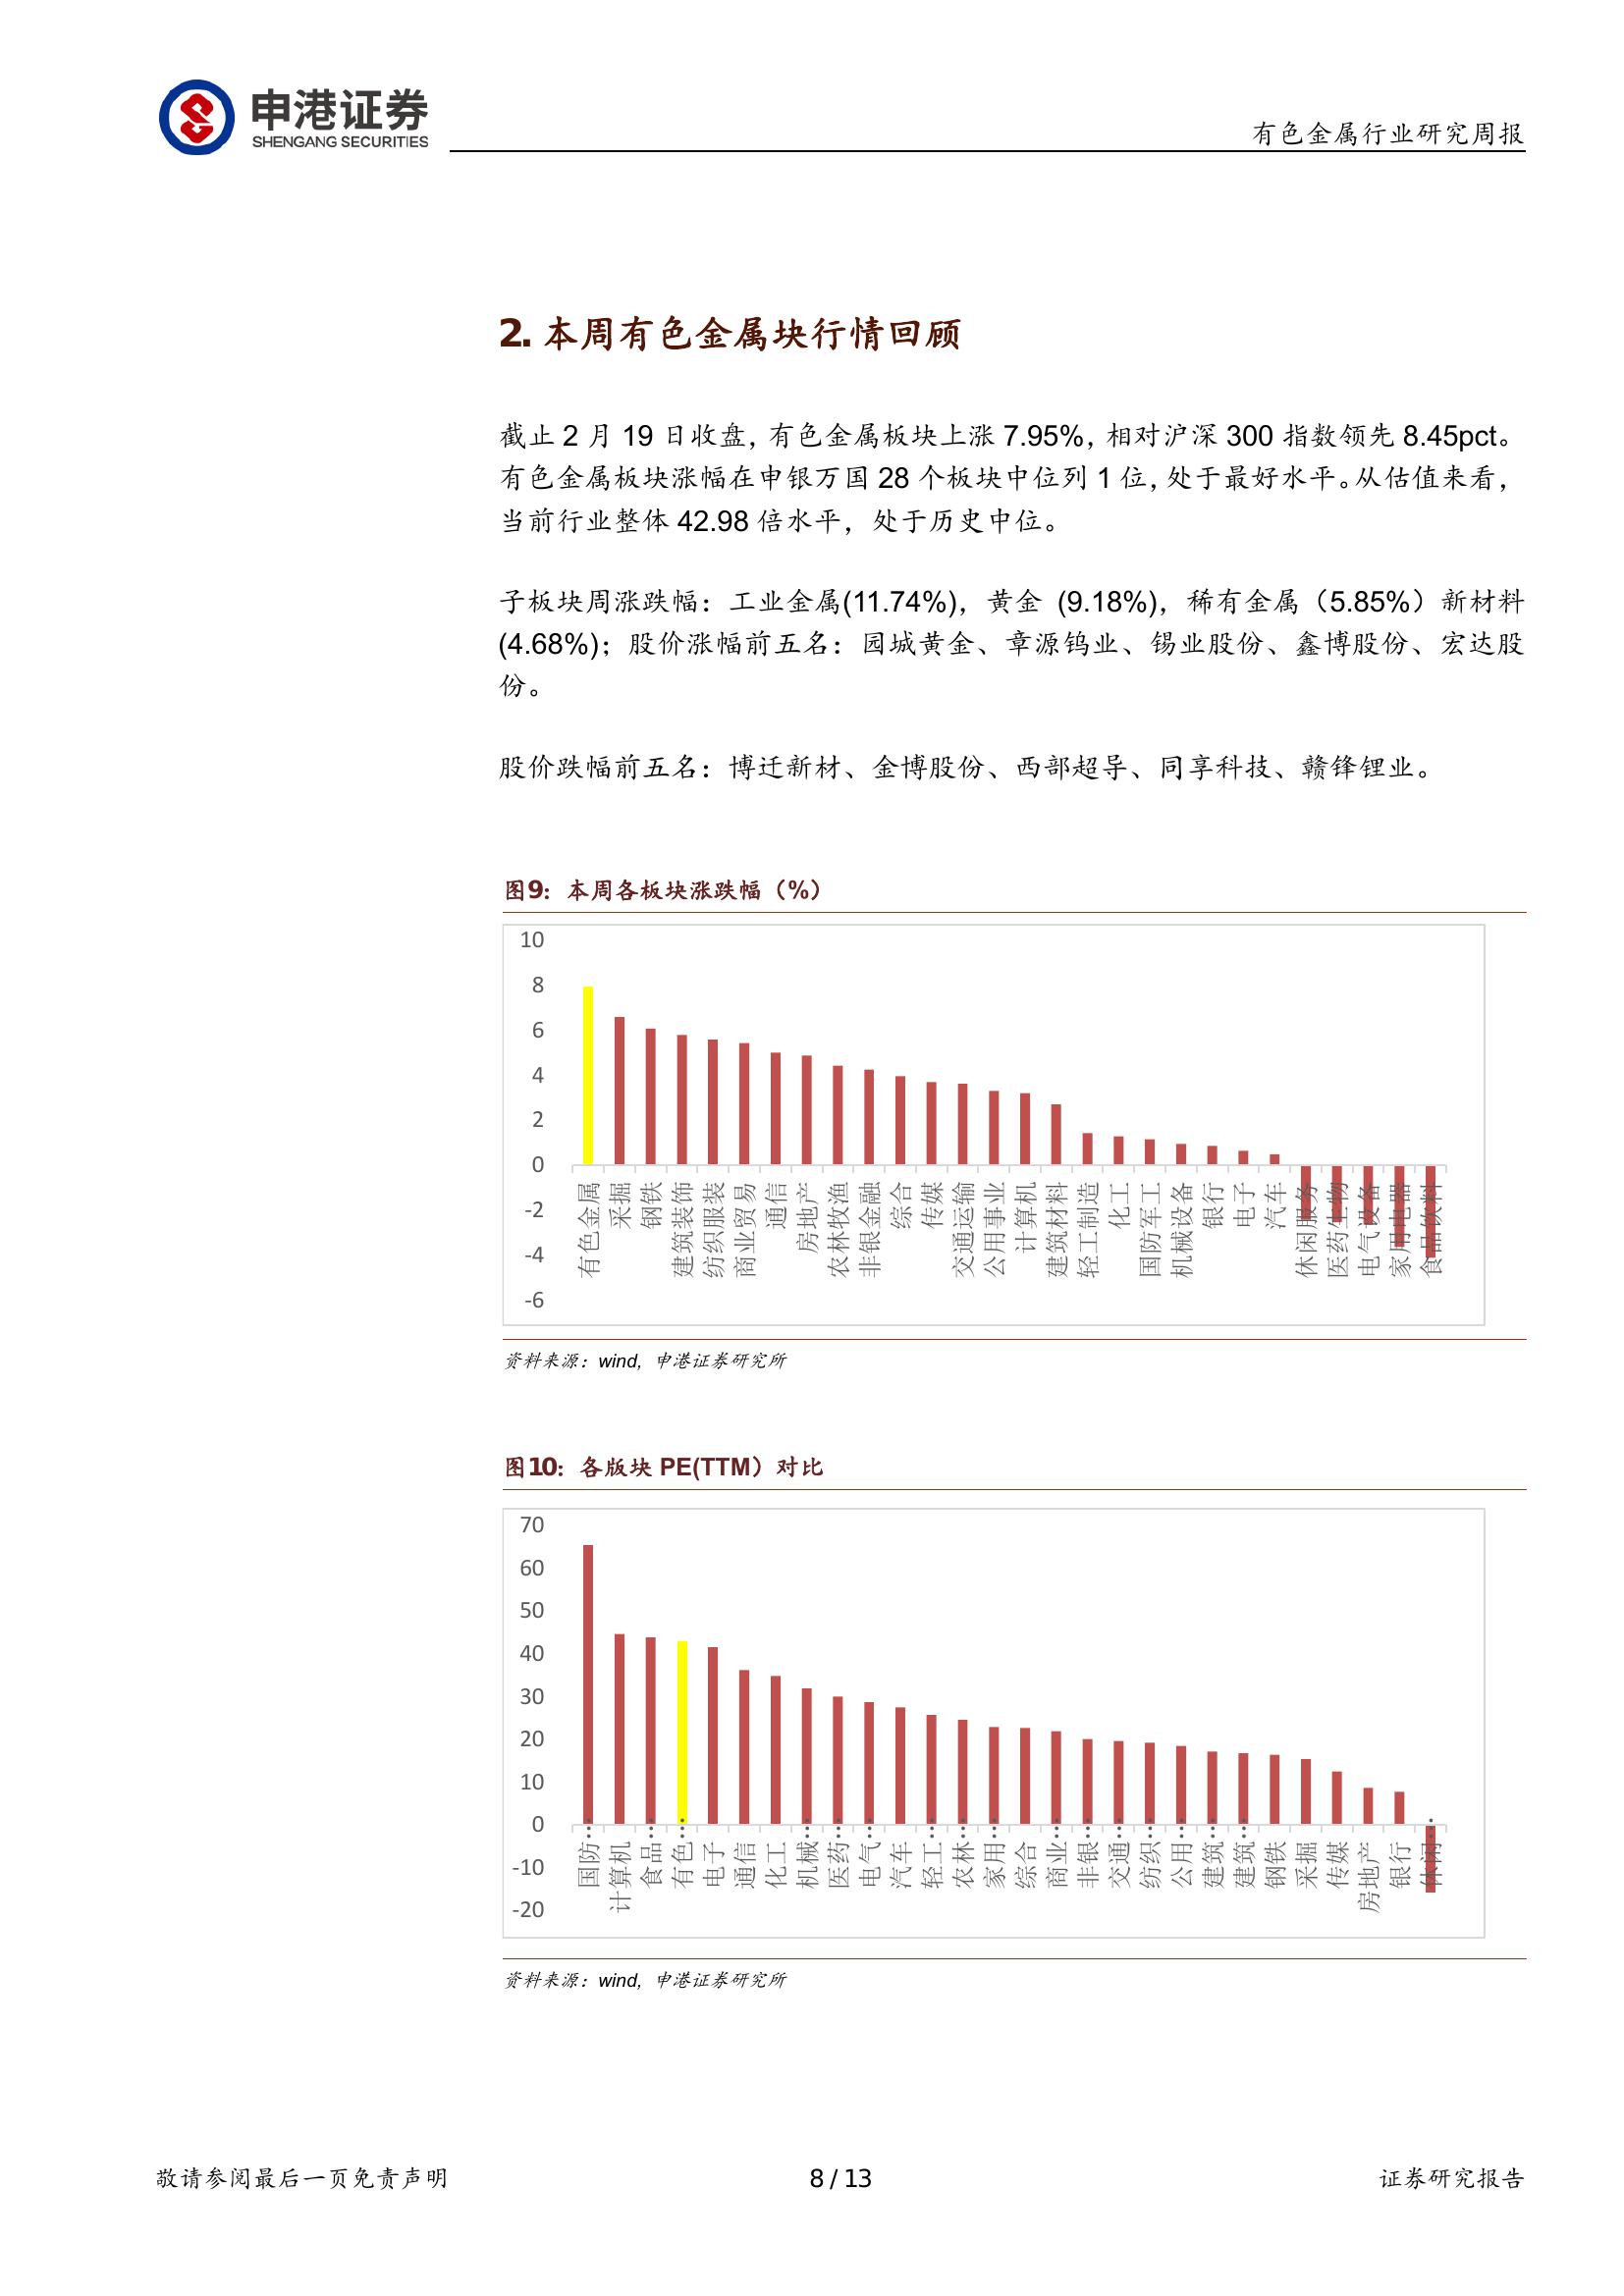 申港证券
SHENGANG SECURITIES
有色金属行业研究周报
2. 本周有色金属块行情回顾
截止 2 月 19 日收盘，有色金属板块上涨 7.95%，相对沪深 300 指数领先 8.45pct。
有色金属板块涨幅在申银万国 28 个板块中位列 1 位，处于最好水平。从估值来看，
当前行业整体 42.98 倍水平，处于历史中位。
子板块周涨跌幅：工业金属(11.74%)，黄金 (9.18%)，稀有金属（5.85%）新材料
(4.68%)；股价涨幅前五名：园城黄金、章源钨业、锡业股份、鑫博股份、宏达股
份。
股价跌幅前五名：博迁新材、金博股份、西部超导、同享科技、赣锋锂业。
图9：本周各板块涨跌幅（%）
10
8
6
4
2
0
-2
-4
-6
有色金属
采掘
钢铁
建筑装饰
纺织服装
商业贸易
通信
房地产
农林牧渔
非银金融
综合
传媒
交通运输
公用事业
计算机
建筑材料
轻工制造
化工
国防军工
机械设备
银行
电子
汽车
休闲服务
医药生物
电气设备
家用电器
食品饮料
资料来源：wind，申港证券研究所
图10：各版块 PE(TTM）对比
70
60
50
40
30
20
10
0
-10
-20
国防…
计算机
食品…
有色…
电子
通信
化工
机械…
医药…
电气…
汽车
轻工…
农林…
家用…
综合
商业…
非银…
交通…
纺织…
公用…
建筑…
建筑…
钢铁
采掘
传媒
房地产
银行
休闲…
资料来源：wind，申港证券研究所
敬请参阅最后一页免责声明
8 / 13
证券研究报告